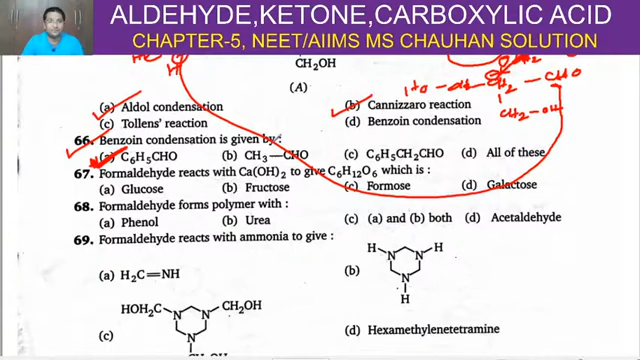 ALDEHYDE,KETONE,CARBOXYLIC ACID
CHAPTER-5, NEET/AIIMS MS CHAUHAN SOLUTION
CH₂OH
(A)
H
CHO
CH₂—OH
(a) Aldol condensation (b) Cannizzaro reaction
(c) Tollens's reaction (d) Benzoin condensation
66. Benzoin condensation is given by:
(a) C₆H₅CHO (b) CH₃—CHO (c) C₆H₅CH₂CHO (d) All of these
67. Formaldehyde reacts with Ca(OH)₂ to give C₆H₁₂O₆ which is :
(a) Glucose (b) Fructose (c) Formose (d) Galactose
68. Formaldehyde forms polymer with :
(a) Phenol (b) Urea (c) (a) and (b) both (d) Acetaldehyde
69. Formaldehyde reacts with ammonia to give :
(a) H₂C=NH (b) H N N H N H
(c) HOH₂C N N CH₂OH N
(d) Hexamethylenetetramine